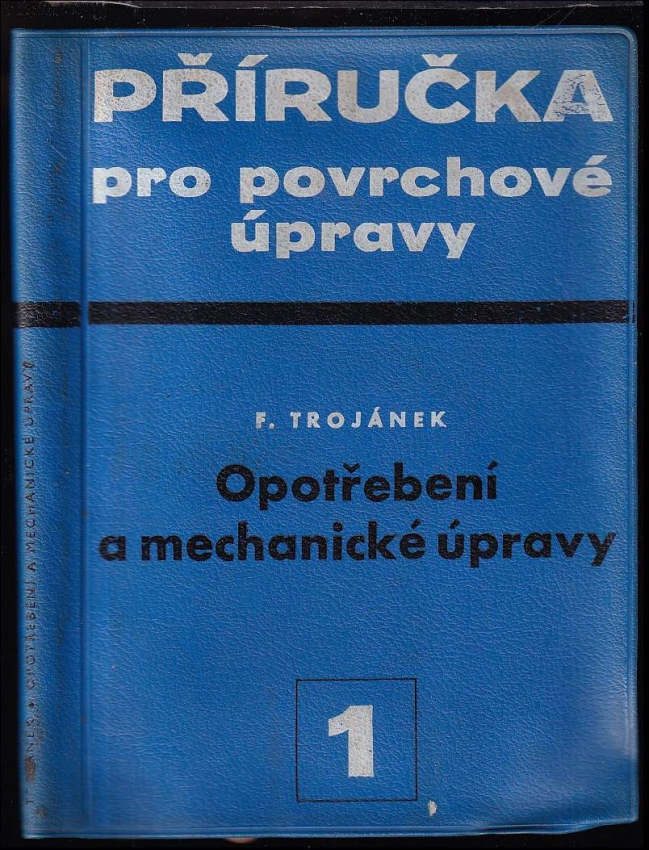 PŘÍRUČKA
pro povrchové
úpravy
F. TROJÁNEK
Opotřebení
a mechanické úpravy
1
OPOTŘEBENÍ A MECHANICKÉ ÚPRAVY